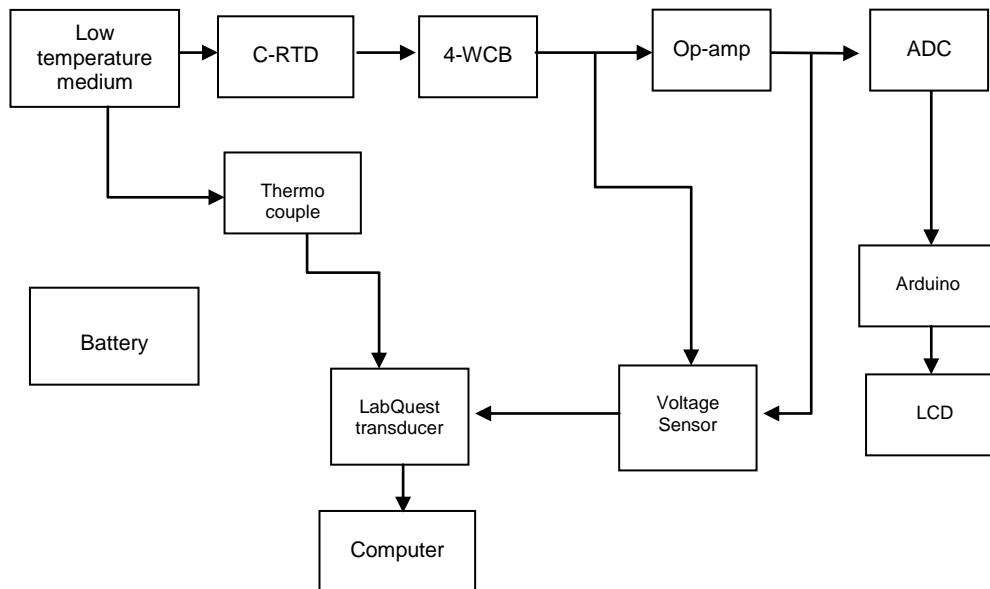 Low
temperature
medium
C-RTD
4-WCB
Op-amp
ADC
Thermo
couple
Battery
Arduino
LabQuest
transducer
Voltage
Sensor
LCD
Computer